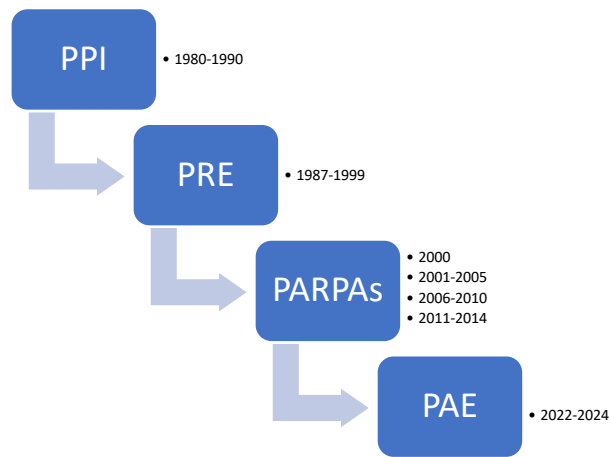 PPI
• 1980-1990
PRE
• 1987-1999
PARPAs
• 2000
• 2001-2005
• 2006-2010
• 2011-2014
PAE
• 2022-2024